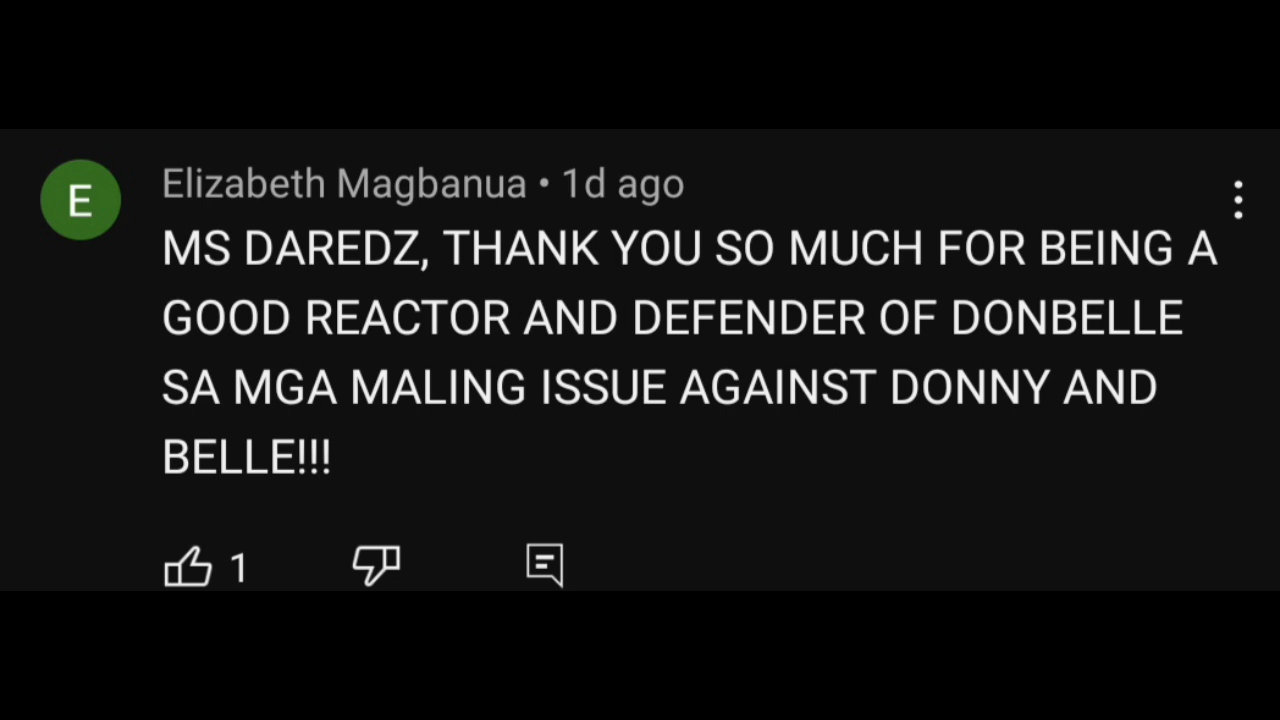 E
Elizabeth Magbanua • 1d ago
MS DAREDZ, THANK YOU SO MUCH FOR BEING A
GOOD REACTOR AND DEFENDER OF DONBELLE
SA MGA MALING ISSUE AGAINST DONNY AND
BELLE!!!
1